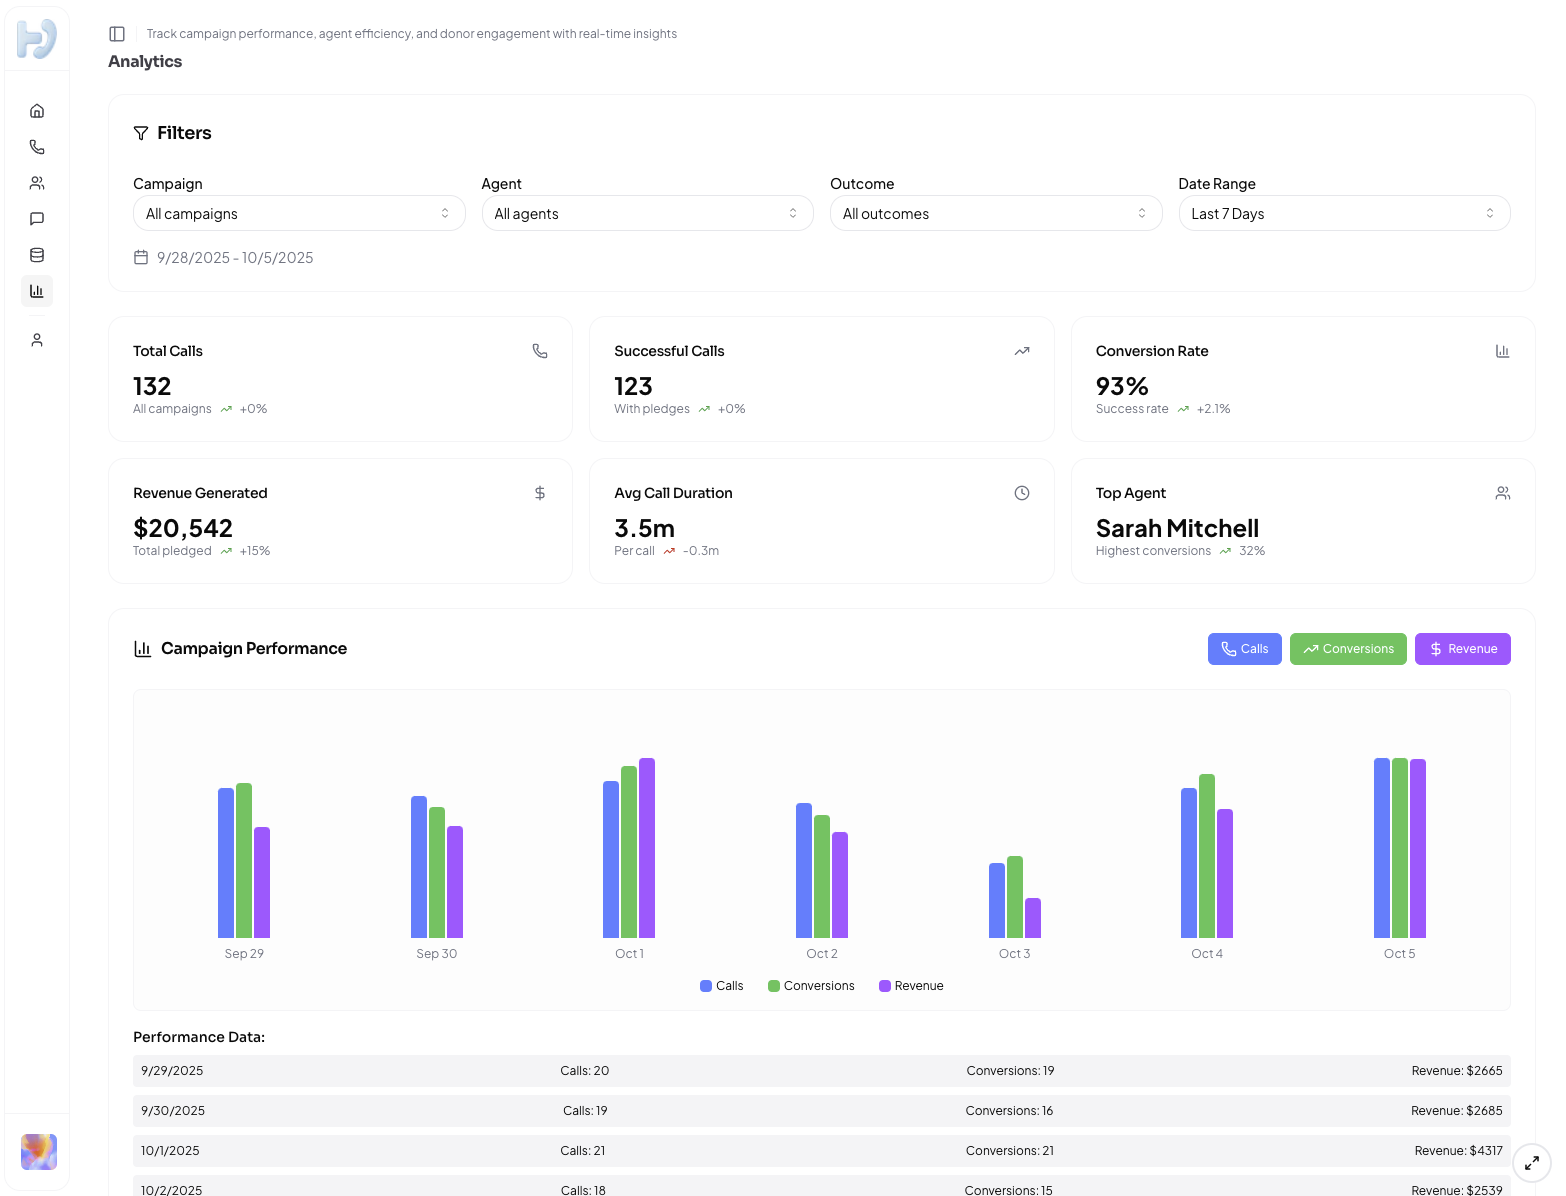 Track campaign performance, agent efficiency, and donor engagement with real-time insights
Analytics
Filters
Campaign
Agent
Outcome
Date Range
All campaigns
All agents
All outcomes
Last 7 Days
9/28/2025 - 10/5/2025
Total Calls
132
All campaigns +0%
Successful Calls
123
With pledges +0%
Conversion Rate
93%
Success rate +2.1%
Revenue Generated
$20,542
Total pledged +15%
Avg Call Duration
3.5m
Per call -0.3m
Top Agent
Sarah Mitchell
Highest conversions 32%
Campaign Performance
Calls
Conversions
Revenue
Sep 29
Sep 30
Oct 1
Oct 2
Oct 3
Oct 4
Oct 5
Calls
Conversions
Revenue
Performance Data:
9/29/2025 Calls: 20 Conversions: 19 Revenue: $2665
9/30/2025 Calls: 19 Conversions: 16 Revenue: $2685
10/1/2025 Calls: 21 Conversions: 21 Revenue: $4317
10/2/2025 Calls: 18 Conversions: 15 Revenue: $2539